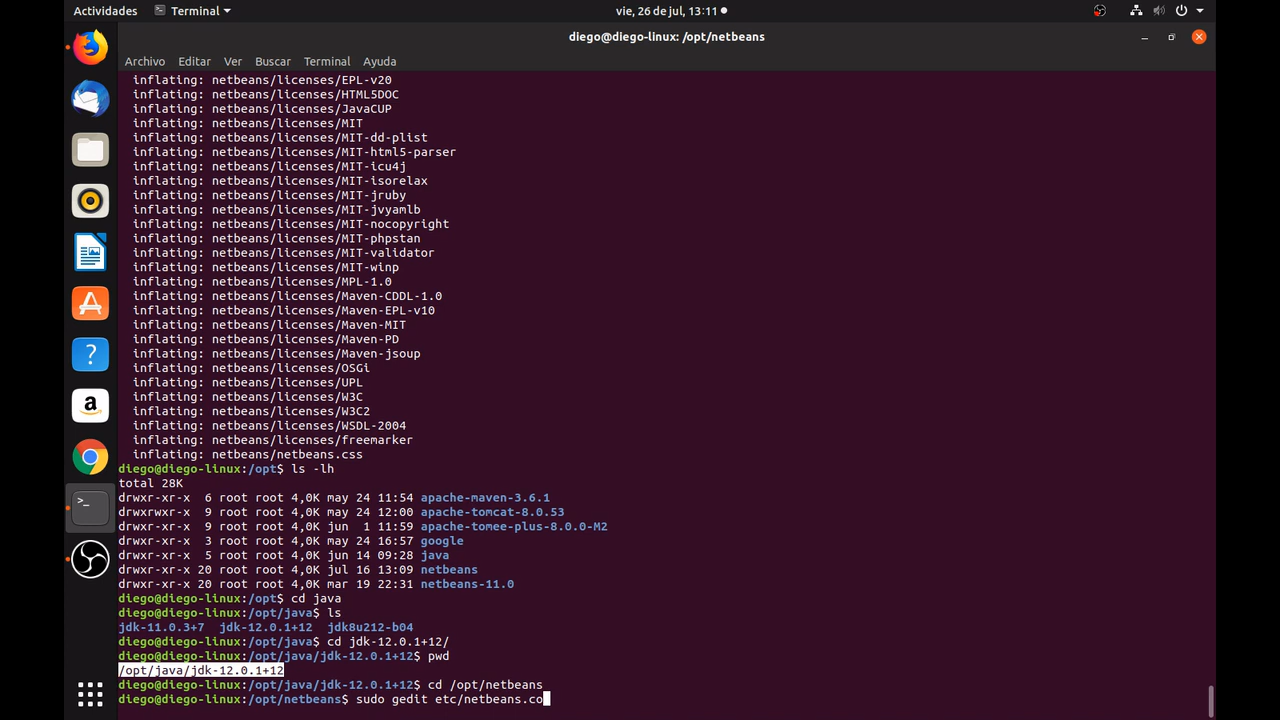 Actividades Terminal vie, 26 de jul, 13:11
diego@diego-linux: /opt/netbeans
Archivo Editar Ver Buscar Terminal Ayuda
inflating: netbeans/licenses/EPL-v20
inflating: netbeans/licenses/HTML5DOC
inflating: netbeans/licenses/JavaCUP
inflating: netbeans/licenses/MIT
inflating: netbeans/licenses/MIT-dd-plist
inflating: netbeans/licenses/MIT-html5-parser
inflating: netbeans/licenses/MIT-icu4j
inflating: netbeans/licenses/MIT-isorelax
inflating: netbeans/licenses/MIT-jruby
inflating: netbeans/licenses/MIT-jvyamlb
inflating: netbeans/licenses/MIT-nocopyright
inflating: netbeans/licenses/MIT-phpstan
inflating: netbeans/licenses/MIT-validator
inflating: netbeans/licenses/MIT-winp
inflating: netbeans/licenses/MPL-1.0
inflating: netbeans/licenses/Maven-CDDL-1.0
inflating: netbeans/licenses/Maven-EPL-v10
inflating: netbeans/licenses/Maven-MIT
inflating: netbeans/licenses/Maven-PD
inflating: netbeans/licenses/Maven-jsoup
inflating: netbeans/licenses/OSGi
inflating: netbeans/licenses/UPL
inflating: netbeans/licenses/W3C
inflating: netbeans/licenses/W3C2
inflating: netbeans/licenses/WSDL-2004
inflating: netbeans/licenses/freemarker
inflating: netbeans/netbeans.css
diego@diego-linux:/opt$ ls -lh
total 28K
drwxr-xr-x 6 root root 4,0K may 24 11:54 apache-maven-3.6.1
drwxrwxr-x 9 root root 4,0K may 24 12:00 apache-tomcat-8.0.53
drwxr-xr-x 9 root root 4,0K jun 1 11:59 apache-tomee-plus-8.0.0-M2
drwxr-xr-x 3 root root 4,0K may 24 16:57 google
drwxr-xr-x 5 root root 4,0K jun 14 09:28 java
drwxr-xr-x 20 root root 4,0K jul 16 13:09 netbeans
drwxr-xr-x 20 root root 4,0K mar 19 22:31 netbeans-11.0
diego@diego-linux:/opt$ cd java
diego@diego-linux:/opt/java$ ls
jdk-11.0.3+7 jdk-12.0.1+12 jdk8u212-b04
diego@diego-linux:/opt/java$ cd jdk-12.0.1+12/
diego@diego-linux:/opt/java/jdk-12.0.1+12$ pwd
/opt/java/jdk-12.0.1+12
diego@diego-linux:/opt/java/jdk-12.0.1+12$ cd /opt/netbeans
diego@diego-linux:/opt/netbeans$ sudo gedit etc/netbeans.co